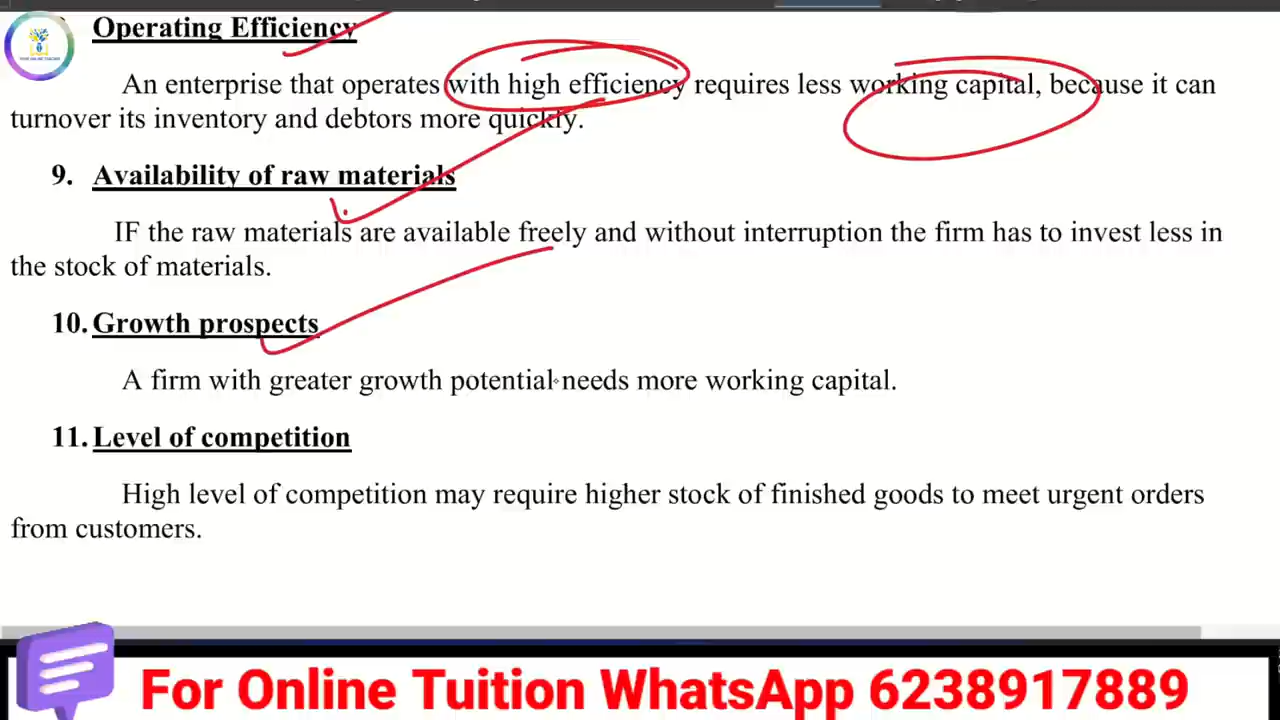 Operating Efficiency
An enterprise that operates with high efficiency requires less working capital, because it can
turnover its inventory and debtors more quickly.
9. Availability of raw materials
IF the raw materials are available freely and without interruption the firm has to invest less in
the stock of materials.
10. Growth prospects
A firm with greater growth potential needs more working capital.
11. Level of competition
High level of competition may require higher stock of finished goods to meet urgent orders
from customers.
For Online Tuition WhatsApp 6238917889